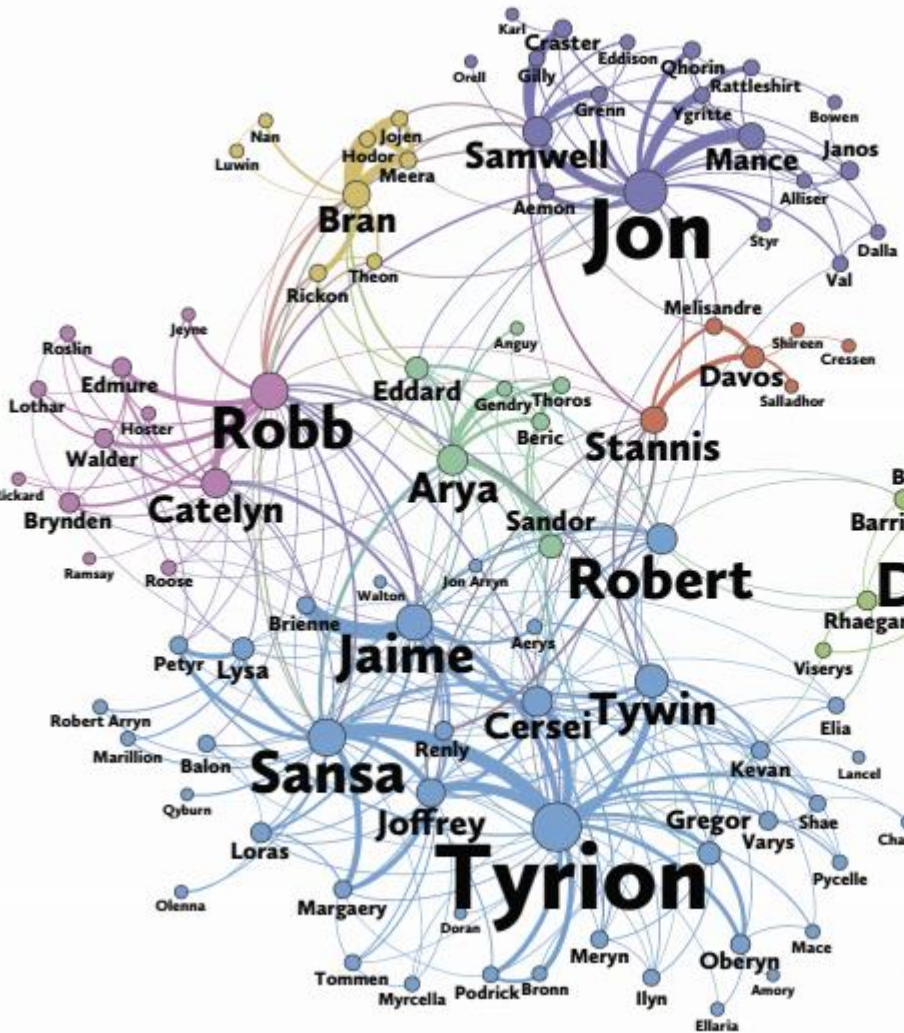 Karl
Craster
Eddison
Orell
Gilly
Qhorin
Rattleshirt
Grenn
Ygritte
Bowen
Nan
Jojen
Samwell
Mance
Janos
Luwin
Hodor
Meera
Alliser
Aemon
Bran
Jon
Styr
Dalla
Theon
Val
Rickon
Melisandre
Jeyne
Anguy
Shireen
Roslin
Cressen
Edmure
Eddard
Davos
Gendry
Thoros
Salladhor
Lothar
Hoster
Robb
Beric
Stannis
Walder
Arya
ickard
Brynden
Catelyn
Sandor
B
Barri
Ramsay
Roose
Walton
Jon Arryn
Robert
D
Brienne
Aerys
Rhaegar
Petyr
Lysa
Jaime
Viserys
Robert Arryn
Cersei
Tywin
Elia
Marillion
Balon
Renly
Kevan
Lancel
Sansa
Qyburn
Joffrey
Gregor
Varys
Shae
Cha
Loras
Tyrion
Pycelle
Olenna
Margaery
Doran
Meryn
Oberyn
Mace
Tommen
Myrcella
Podrick
Bronn
Ilyn
Amory
Ellaria